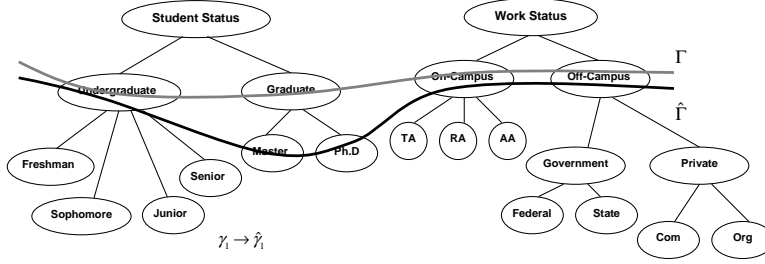 Student Status
Work Status
Γ
Undergraduate
Graduate
On-Campus
Off-Campus
Γ̂
Master
Ph.D
TA
RA
AA
Freshman
Senior
Government
Private
Sophomore
Junior
Federal
State
Com
Org
γ₁ → γ̂₁